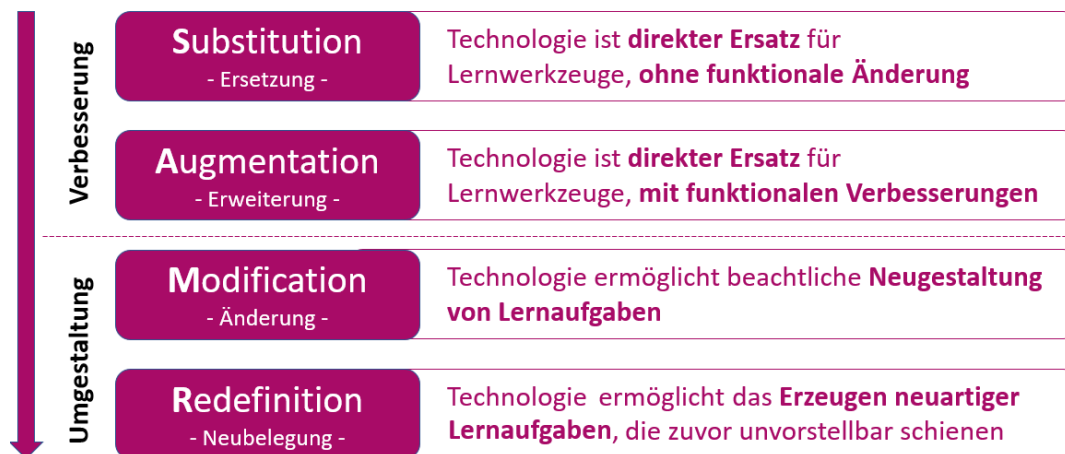 Verbesserung
Substitution
- Ersetzung -
Technologie ist direkter Ersatz für
Lernwerkzeuge, ohne funktionale Änderung
Augmentation
- Erweiterung -
Technologie ist direkter Ersatz für
Lernwerkzeuge, mit funktionalen Verbesserungen
Umgestaltung
Modification
- Änderung -
Technologie ermöglicht beachtliche Neugestaltung
von Lernaufgaben
Redefinition
- Neubelegung -
Technologie ermöglicht das Erzeugen neuartiger
Lernaufgaben, die zuvor unvorstellbar schienen